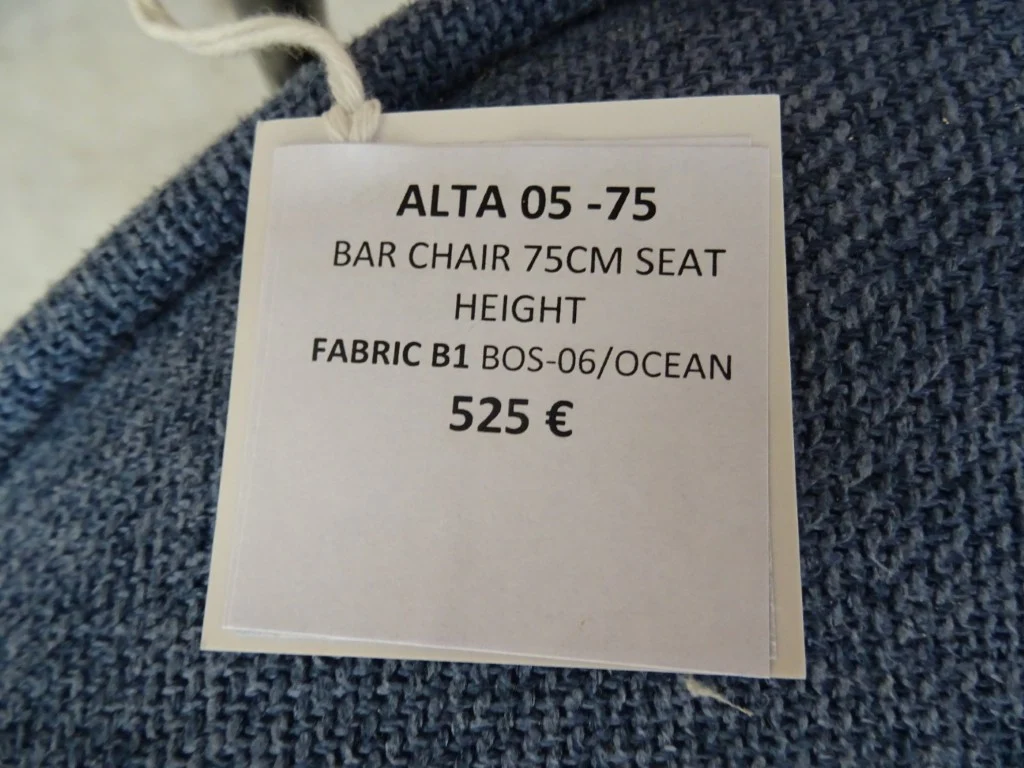 ALTA 05 -75
BAR CHAIR 75CM SEAT
HEIGHT
FABRIC B1 BOS-06/OCEAN
525 €